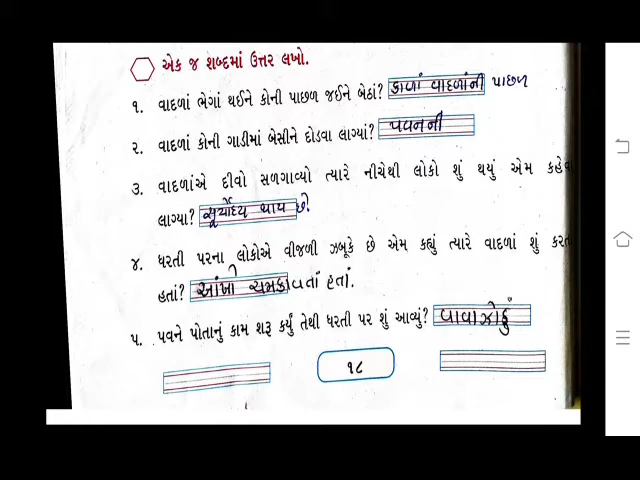 એક જ શબ્દમાં ઉત્તર લખો.
૧. વાદળાં ભેગાં થઈને કોની પાછળ જઈને બેઠાં? કાળાં વાદળાંની પાછળ
૨. વાદળાં કોની ગાડીમાં બેસીને દોડવા લાગ્યાં? પવનની
૩. વાદળાંએ દીવો સળગાવ્યો ત્યારે નીચેથી લોકો શું થયું એમ કહેવા
લાગ્યા? સૂર્યોદય થાય છે.
૪. ધરતી પરના લોકોએ વીજળી ઝબૂકે છે એમ કહ્યું ત્યારે વાદળાં શું કરતાં
હતાં? આંખો ચમકાવતાં હતાં.
૫. પવને પોતાનું કામ શરૂ કર્યું તેથી ધરતી પર શું આવ્યું? વાવાઝોડું
૧૮